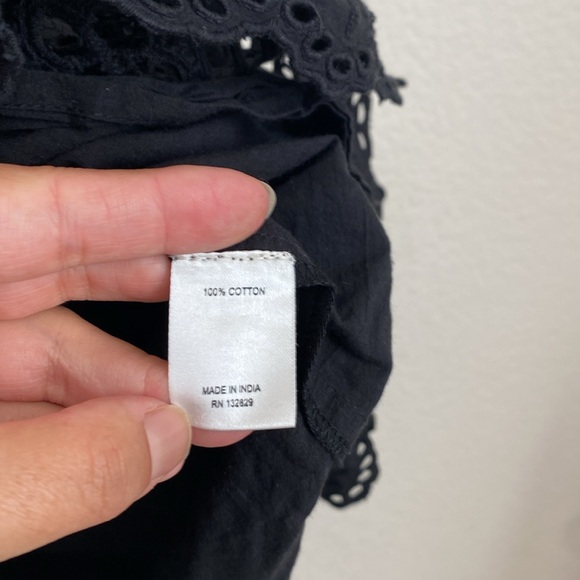 100% COTTON
MADE IN INDIA
RN 132829